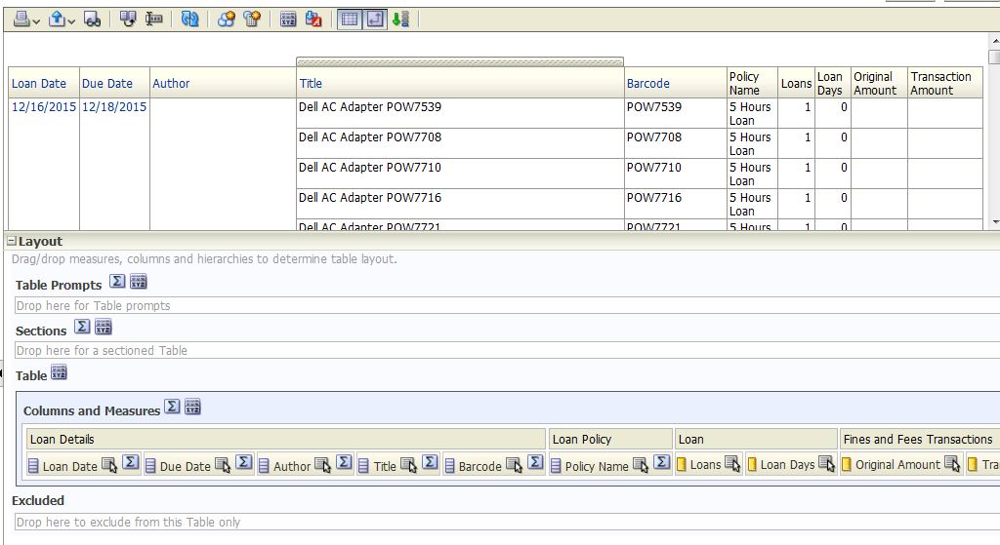 Loan Date Due Date Author Title Barcode Policy Name Loans Loan Days Original Amount Transaction Amount
12/16/2015 12/18/2015 Dell AC Adapter POW7539 POW7539 5 Hours Loan 1 0
Dell AC Adapter POW7708 POW7708 5 Hours Loan 1 0
Dell AC Adapter POW7710 POW7710 5 Hours Loan 1 0
Dell AC Adapter POW7716 POW7716 5 Hours Loan 1 0
Dell AC Adapter POW7721 POW7721 5 Hours 1 0
Layout
Drag/drop measures, columns and hierarchies to determine table layout.
Table Prompts
Drop here for Table prompts
Sections
Drop here for a sectioned Table
Table
Columns and Measures
Loan Details Loan Policy Loan Fines and Fees Transactions
Loan Date Due Date Author Title Barcode Policy Name Loans Loan Days Original Amount Tra
Excluded
Drop here to exclude from this Table only